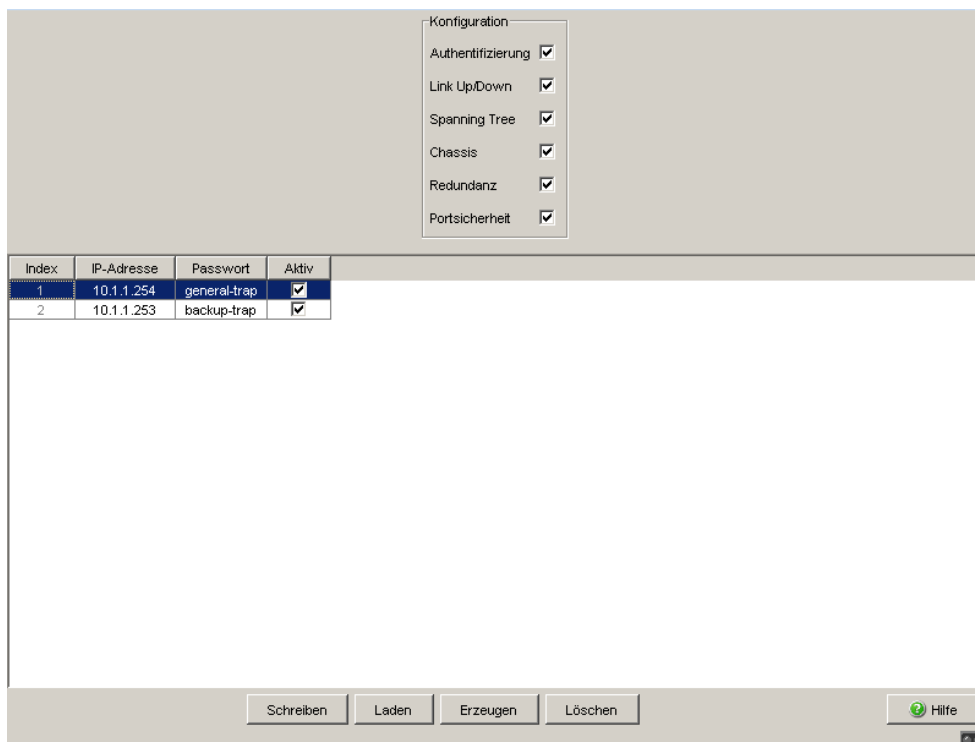 Konfiguration
Authentifizierung
Link Up/Down
Spanning Tree
Chassis
Redundanz
Portsicherheit
Index IP-Adresse Passwort Aktiv
1 10.1.1.254 general-trap
2 10.1.1.253 backup-trap
Schreiben Laden Erzeugen Löschen Hilfe